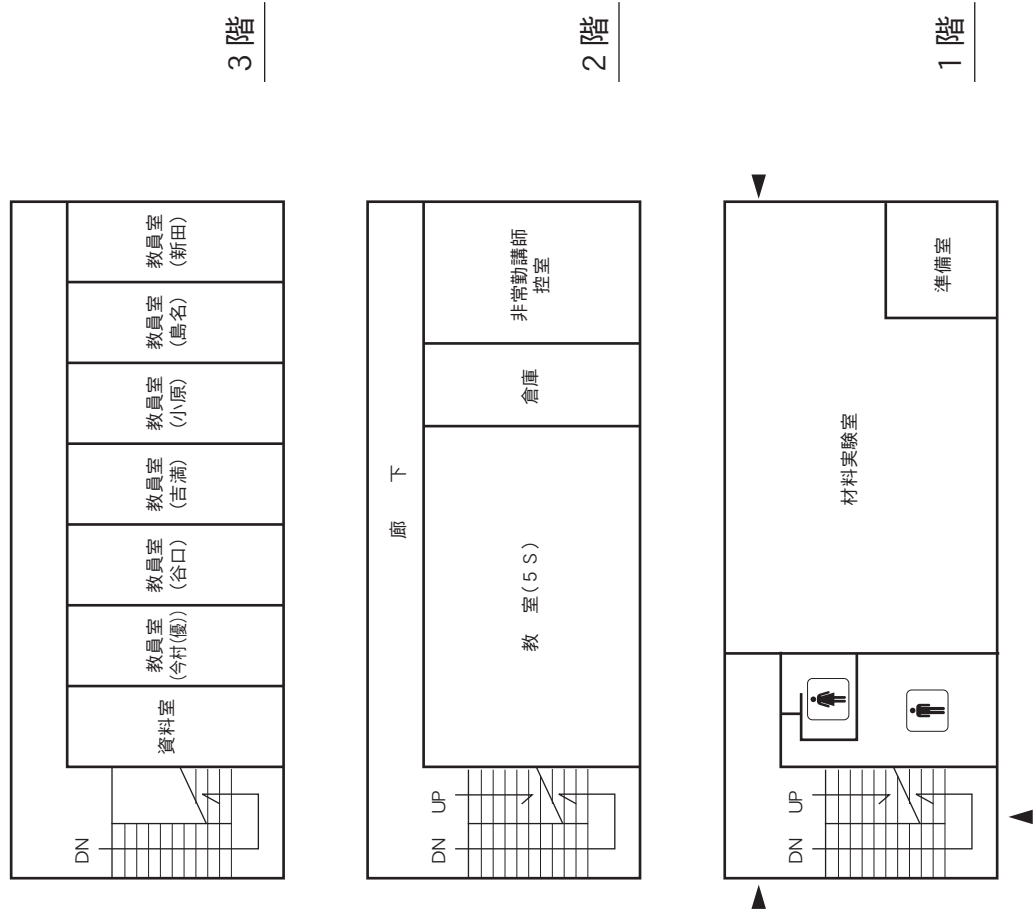 3階
DN
資料室
教員室
(今村(優))
教員室
(谷口)
教員室
(吉満)
教員室
(小原)
教員室
(島名)
教員室
(新田)
2階
DN
UP
廊 下
教 室(5S)
倉庫
非常勤講師
控室
1階
DN
UP
材料実験室
準備室